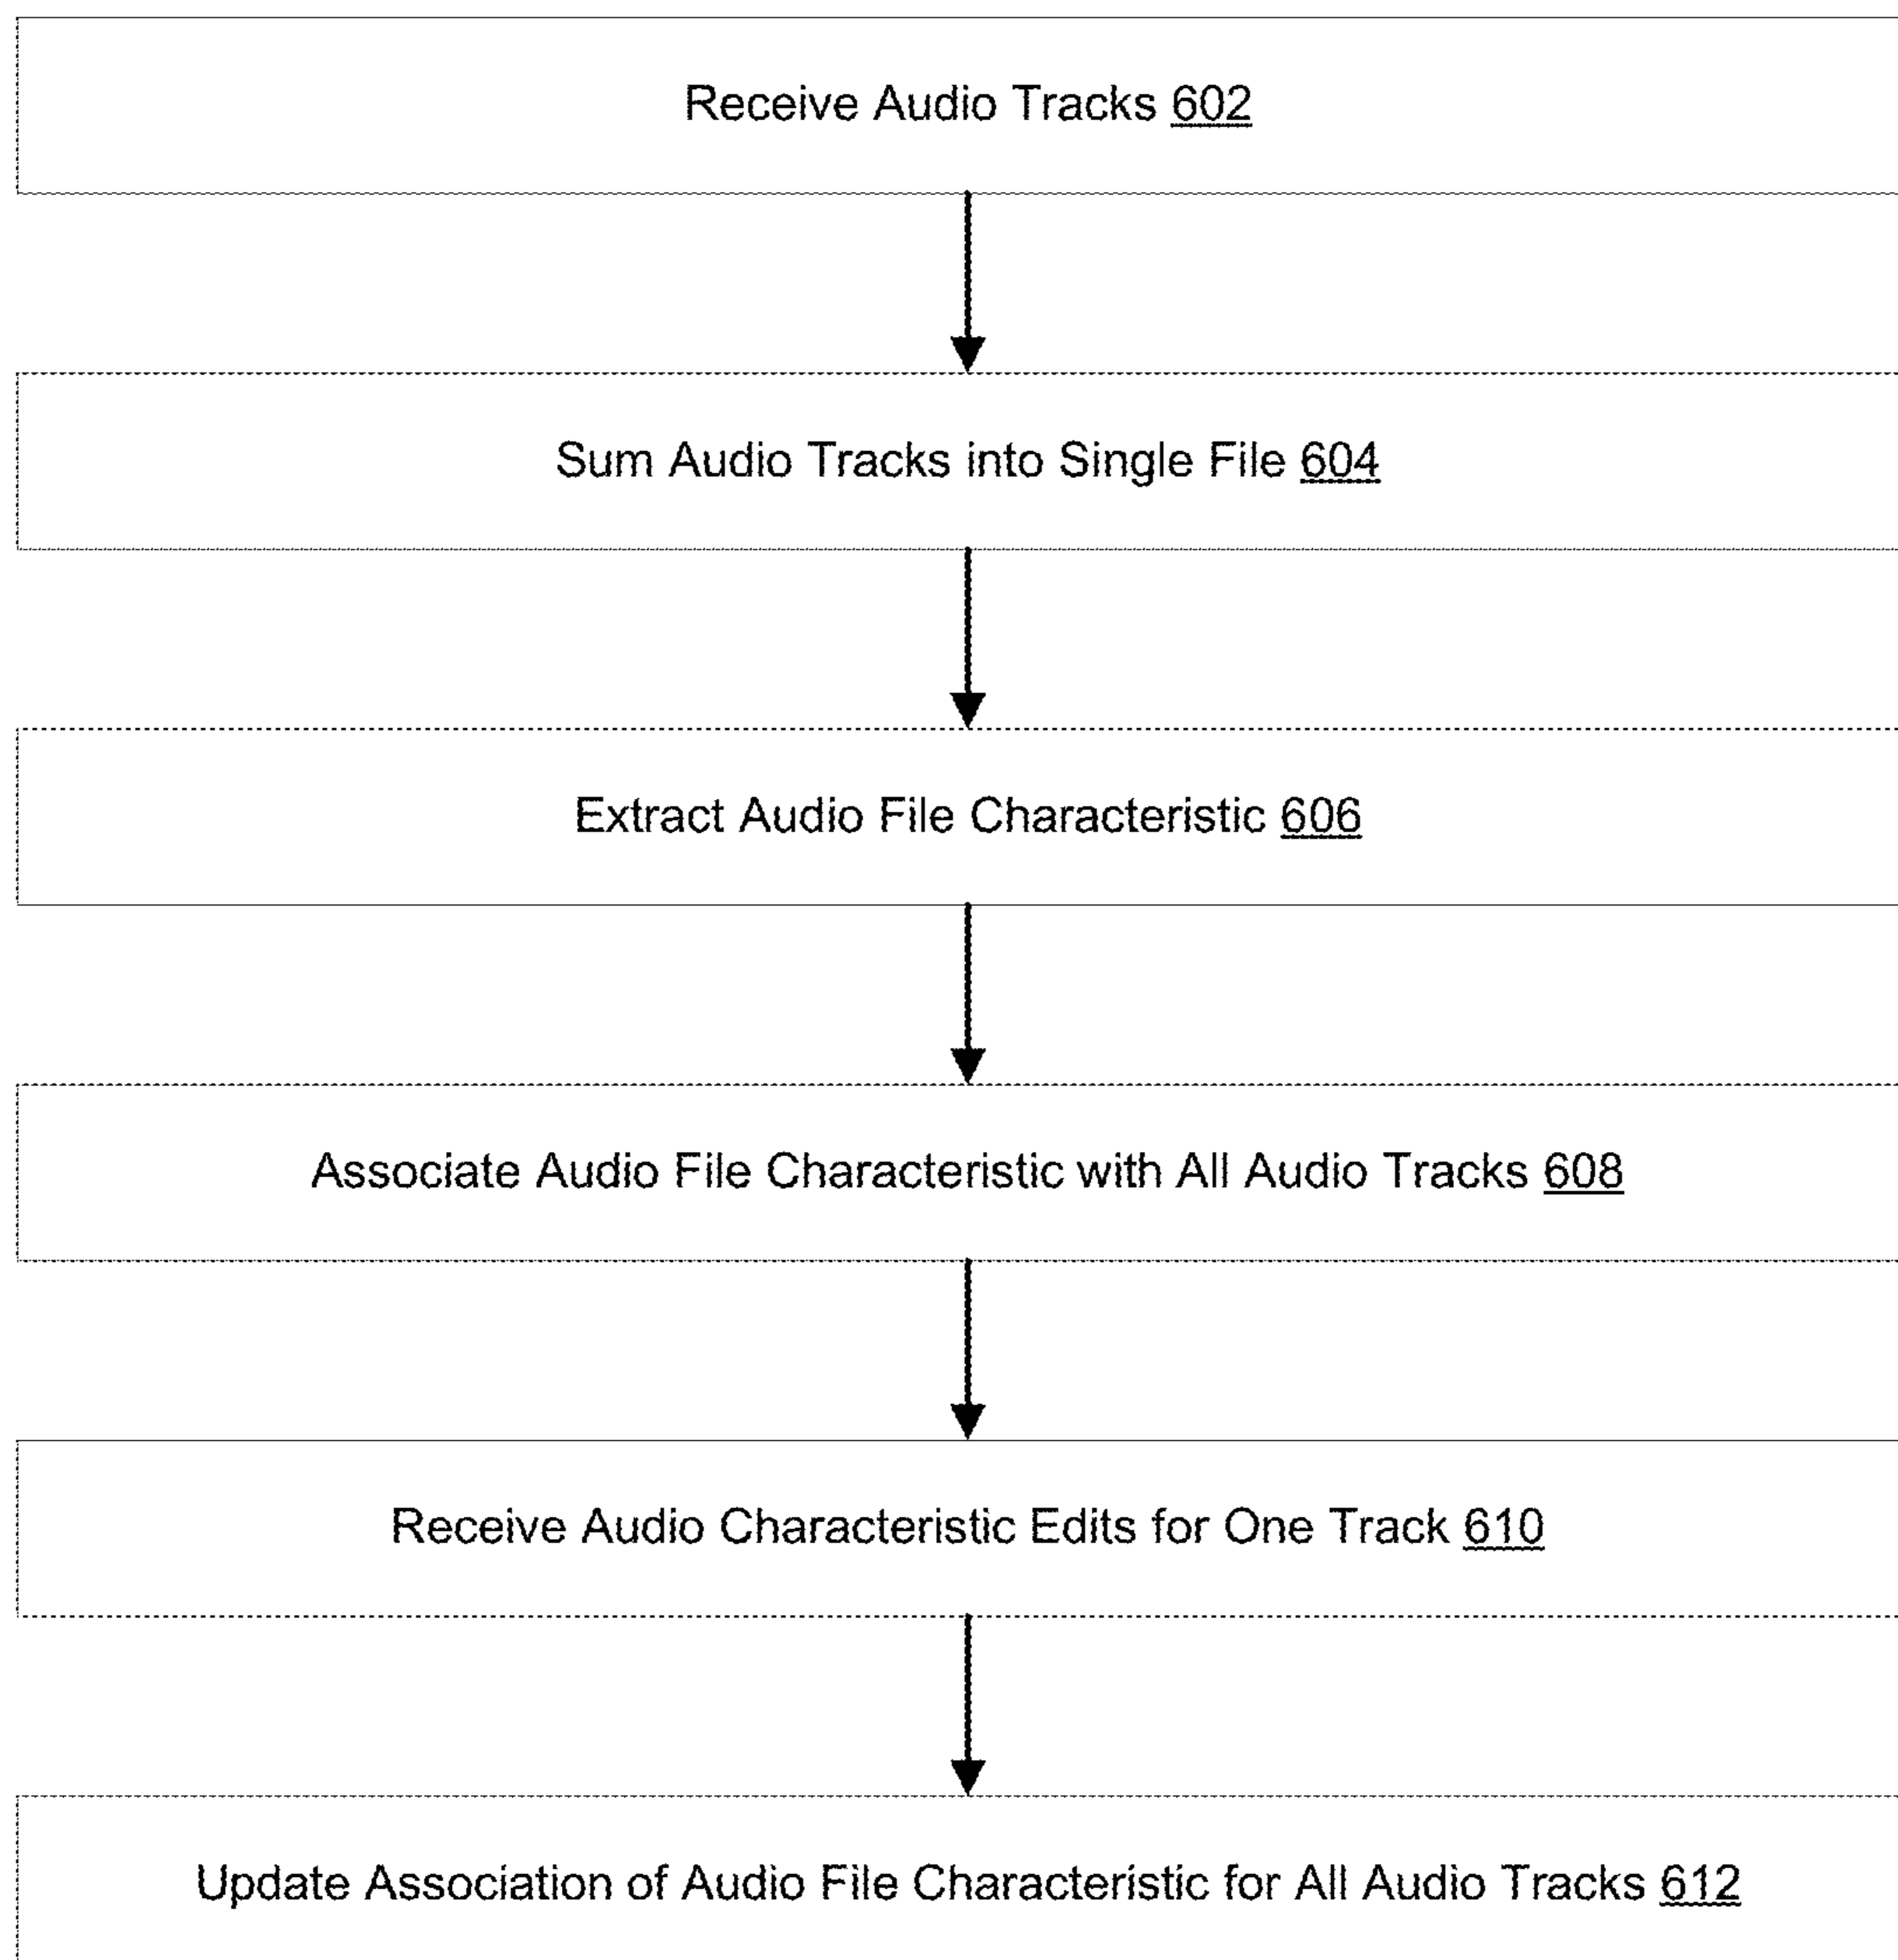 Receive Audio Tracks 602
Sum Audio Tracks into Single File 604
Extract Audio File Characteristic 606
Associate Audio File Characteristic with All Audio Tracks 608
Receive Audio Characteristic Edits for One Track 610
Update Association of Audio File Characteristic for All Audio Tracks 612